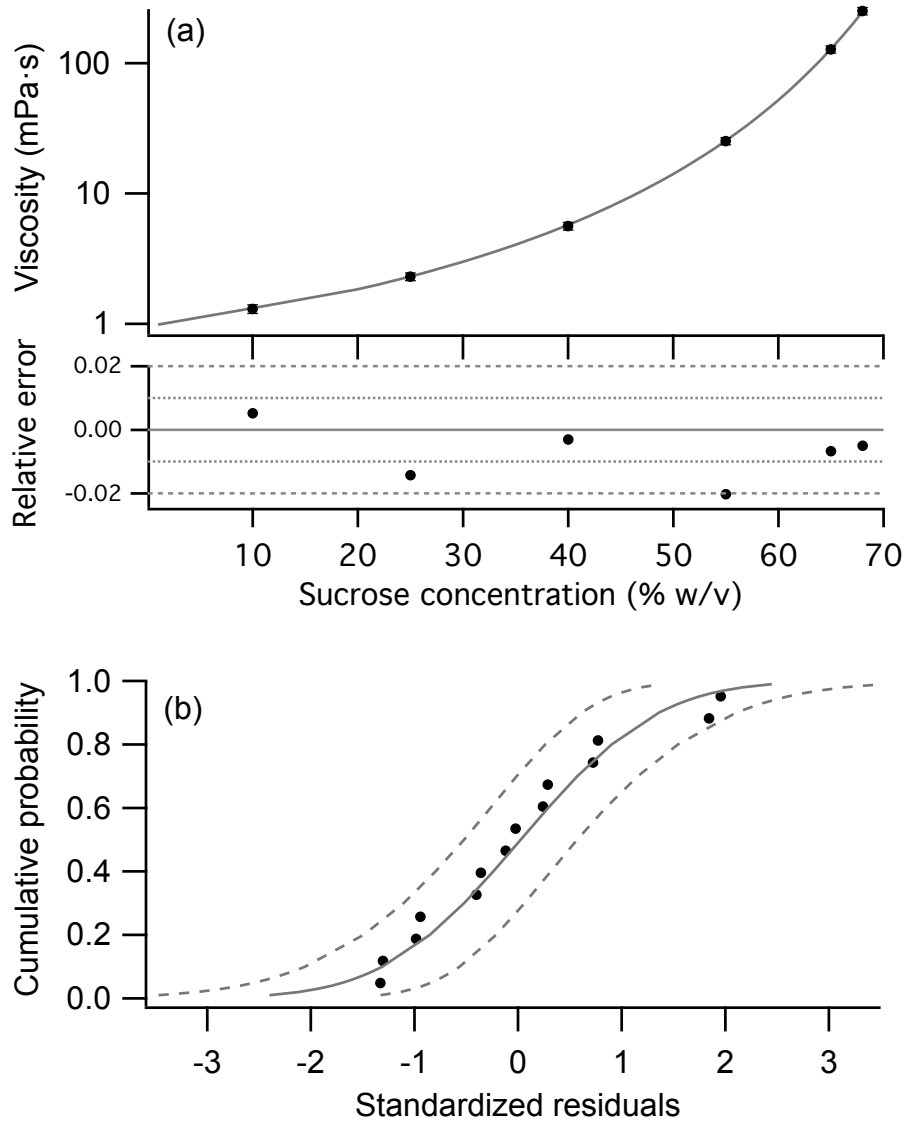 (a)
Viscosity (mPa·s)
100
10
1
Relative error
0.02
0.00
-0.02
10 20 30 40 50 60 70
Sucrose concentration (% w/v)
(b)
Cumulative probability
1.0
0.8
0.6
0.4
0.2
0.0
-3 -2 -1 0 1 2 3
Standardized residuals